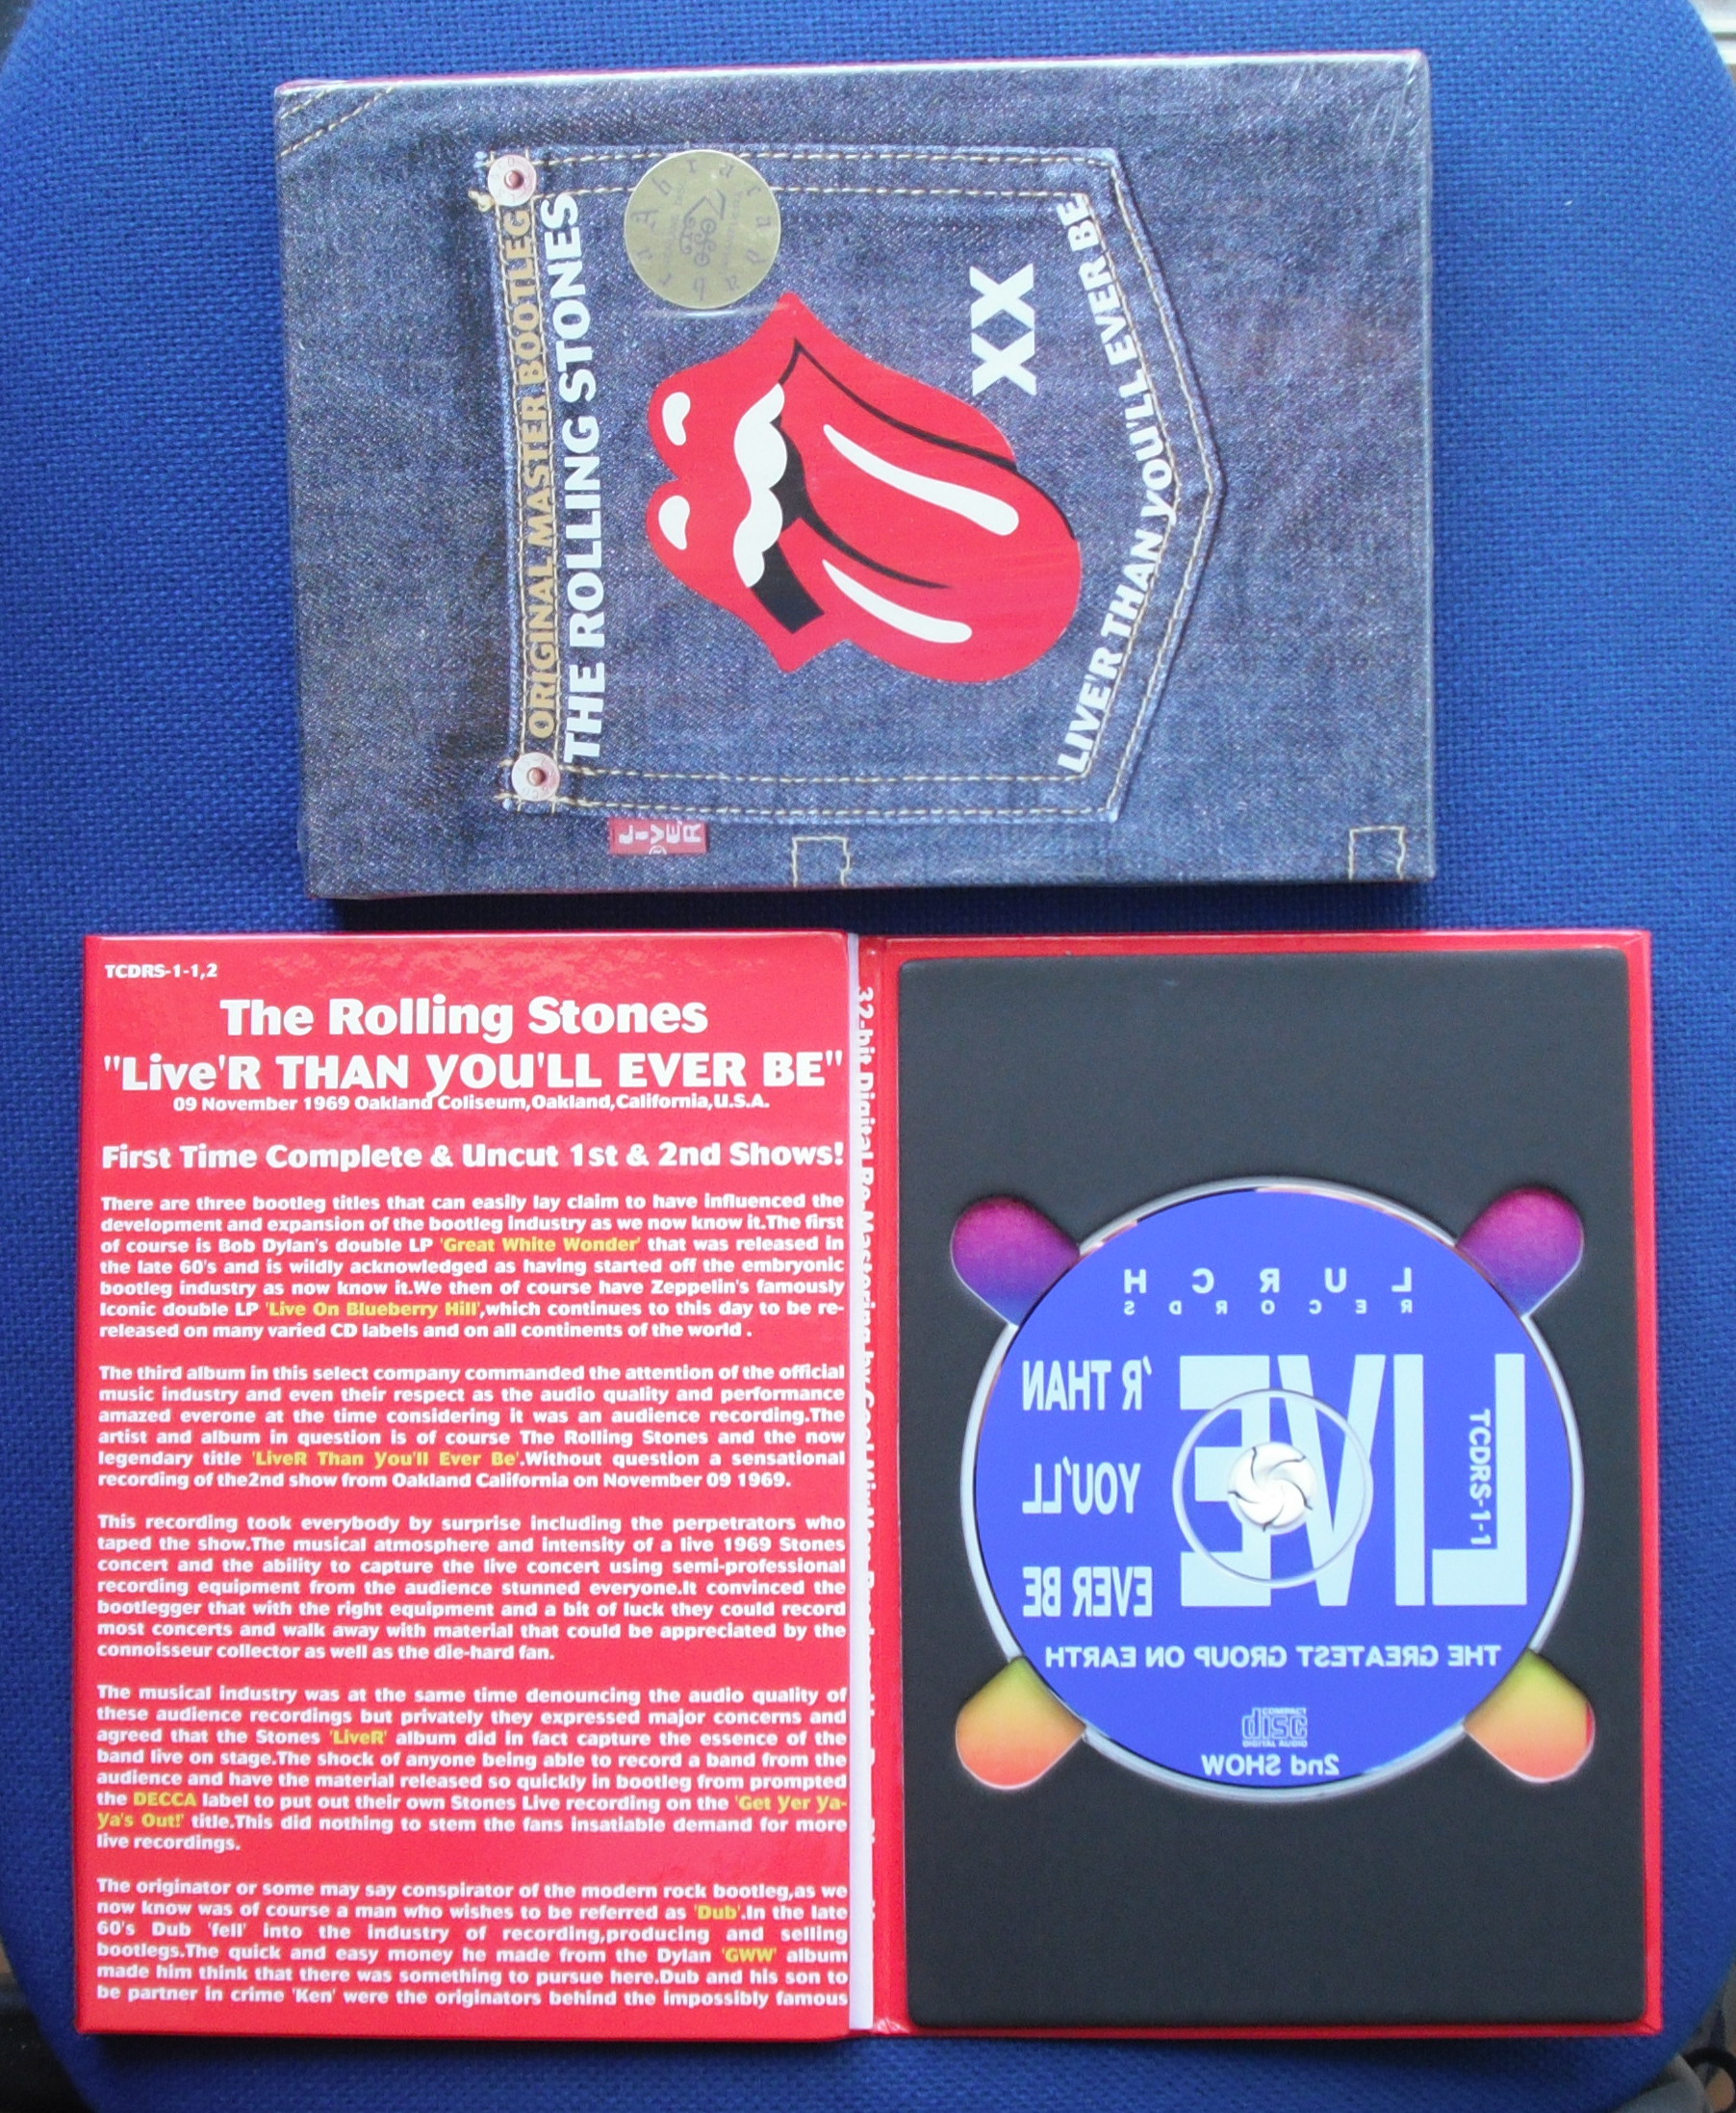 ORIGINAL MASTER BOOTLEG
THE ROLLING STONES
XX
LIVE'R THAN YOU'LL EVER BE
LIVE'R
TCDRS-1-1,2
The Rolling Stones
"Live'R THAN YOU'LL EVER BE"
09 November 1969 Oakland Coliseum,Oakland,California,U.S.A.
First Time Complete & Uncut 1st & 2nd Shows!
There are three bootleg titles that can easily lay claim to have influenced the
development and expansion of the bootleg industry as we now know it.The first
of course is Bob Dylan's double LP 'Great White Wonder' that was released in
the late 60's and is wildly acknowledged as having started off the embryonic
bootleg industry as now know it.We then of course have Zeppelin's famously
Iconic double LP 'Live On Blueberry Hill',which continues to this day to be re-
released on many varied CD labels and on all continents of the world .
The third album in this select company commanded the attention of the official
music industry and even their respect as the audio quality and performance
amazed everone at the time considering it was an audience recording.The
artist and album in question is of course The Rolling Stones and the now
legendary title 'LiveR Than You'll Ever Be'.Without question a sensational
recording of the2nd show from Oakland California on November 09 1969.
This recording took everybody by surprise including the perpetrators who
taped the show.The musical atmosphere and intensity of a live 1969 Stones
concert and the ability to capture the live concert using semi-professional
recording equipment from the audience stunned everyone.It convinced the
bootlegger that with the right equipment and a bit of luck they could record
most concerts and walk away with material that could be appreciated by the
connoisseur collector as well as the die-hard fan.
The musical industry was at the same time denouncing the audio quality of
these audience recordings but privately they expressed major concerns and
agreed that the Stones 'LiveR' album did in fact capture the essence of the
band live on stage.The shock of anyone being able to record a band from the
audience and have the material released so quickly in bootleg from prompted
the DECCA label to put out their own Stones Live recording on the 'Get Yer Ya-
Ya's Out!' title.This did nothing to stem the fans insatiable demand for more
live recordings.
The originator or some may say conspirator of the modern rock bootleg,as we
now know was of course a man who wishes to be referred as 'Dub'.In the late
60's Dub 'fell' into the industry of recording,producing and selling
bootlegs.The quick and easy money he made from the Dylan 'GWW' album
made him think that there was something to pursue here.Dub and his son to
be partner in crime 'Ken' were the originators behind the impossibly famous
32-bit Digital
LURCH
RECORDS
LIVE
'R THAN
YOU'LL
EVER BE
TCDRS-1-1
THE GREATEST GROUP ON EARTH
COMPACT
disc
DIGITAL AUDIO
2nd SHOW